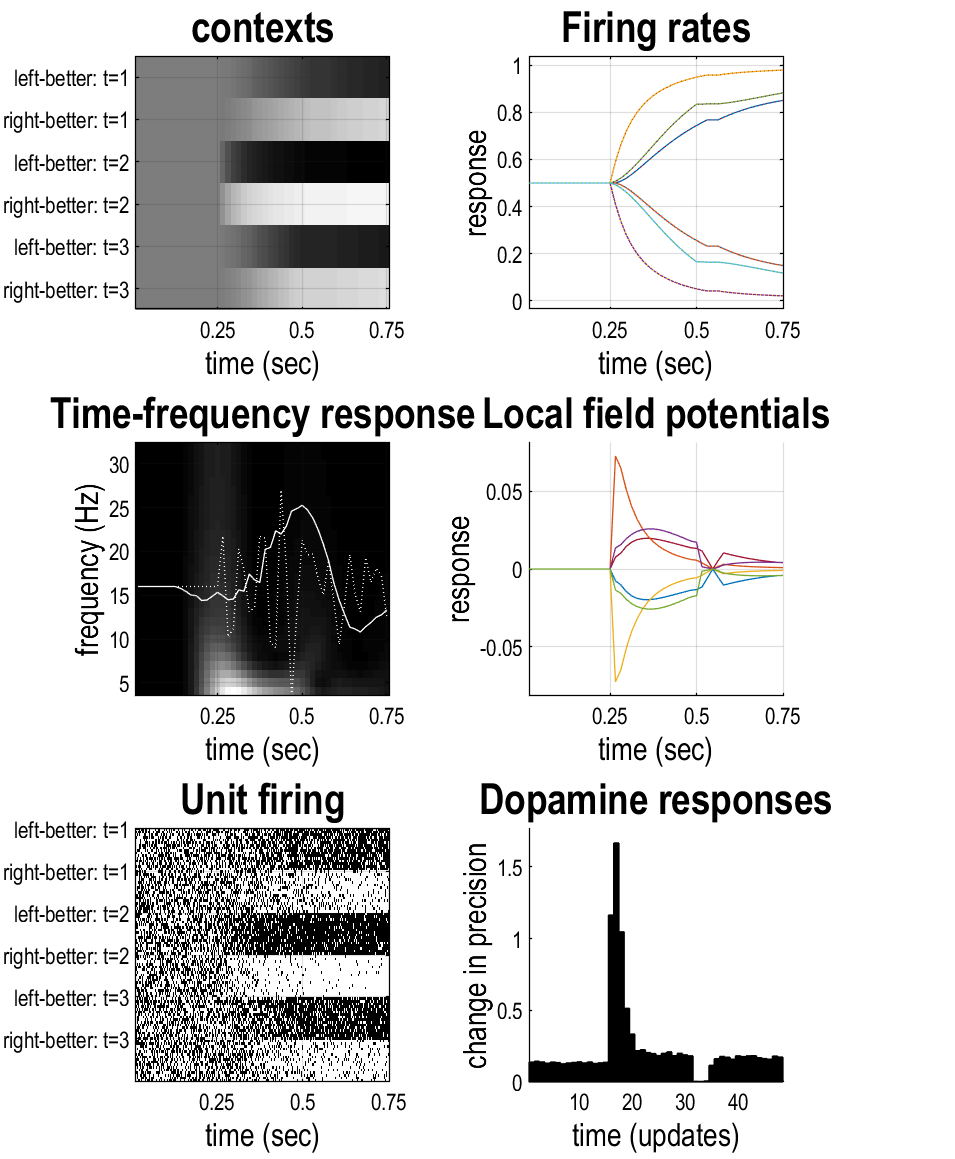 contexts
left-better: t=1
right-better: t=1
left-better: t=2
right-better: t=2
left-better: t=3
right-better: t=3
0.25 0.5 0.75
time (sec)
Firing rates
response
1
0.8
0.6
0.4
0.2
0
0.25 0.5 0.75
time (sec)
Time-frequency response
frequency (Hz)
30
25
20
15
10
5
0.25 0.5 0.75
time (sec)
Local field potentials
response
0.05
0
-0.05
0.25 0.5 0.75
time (sec)
Unit firing
left-better: t=1
right-better: t=1
left-better: t=2
right-better: t=2
left-better: t=3
right-better: t=3
0.25 0.5 0.75
time (sec)
Dopamine responses
change in precision
1.5
1
0.5
0
10 20 30 40
time (updates)